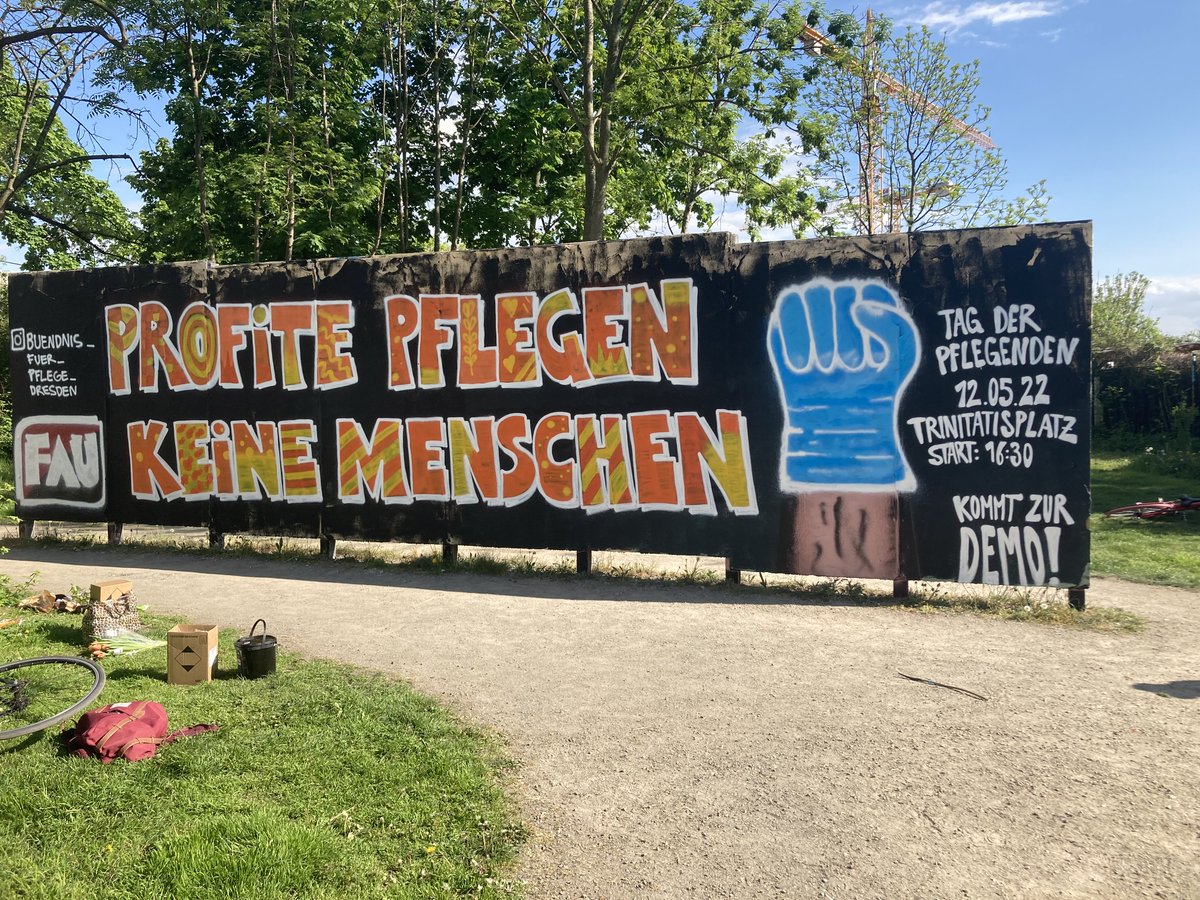 BUENDNIS_
FUER_
PFLEGE_
DRESDEN
FAU
PROFiTE PFLEGEN
KEiNE MENSCHEN
TAG DER
PFLEGENDEN
12.05.22
TRINITATISPLATZ
START: 16:30
KOMMT ZUR
DEMO!